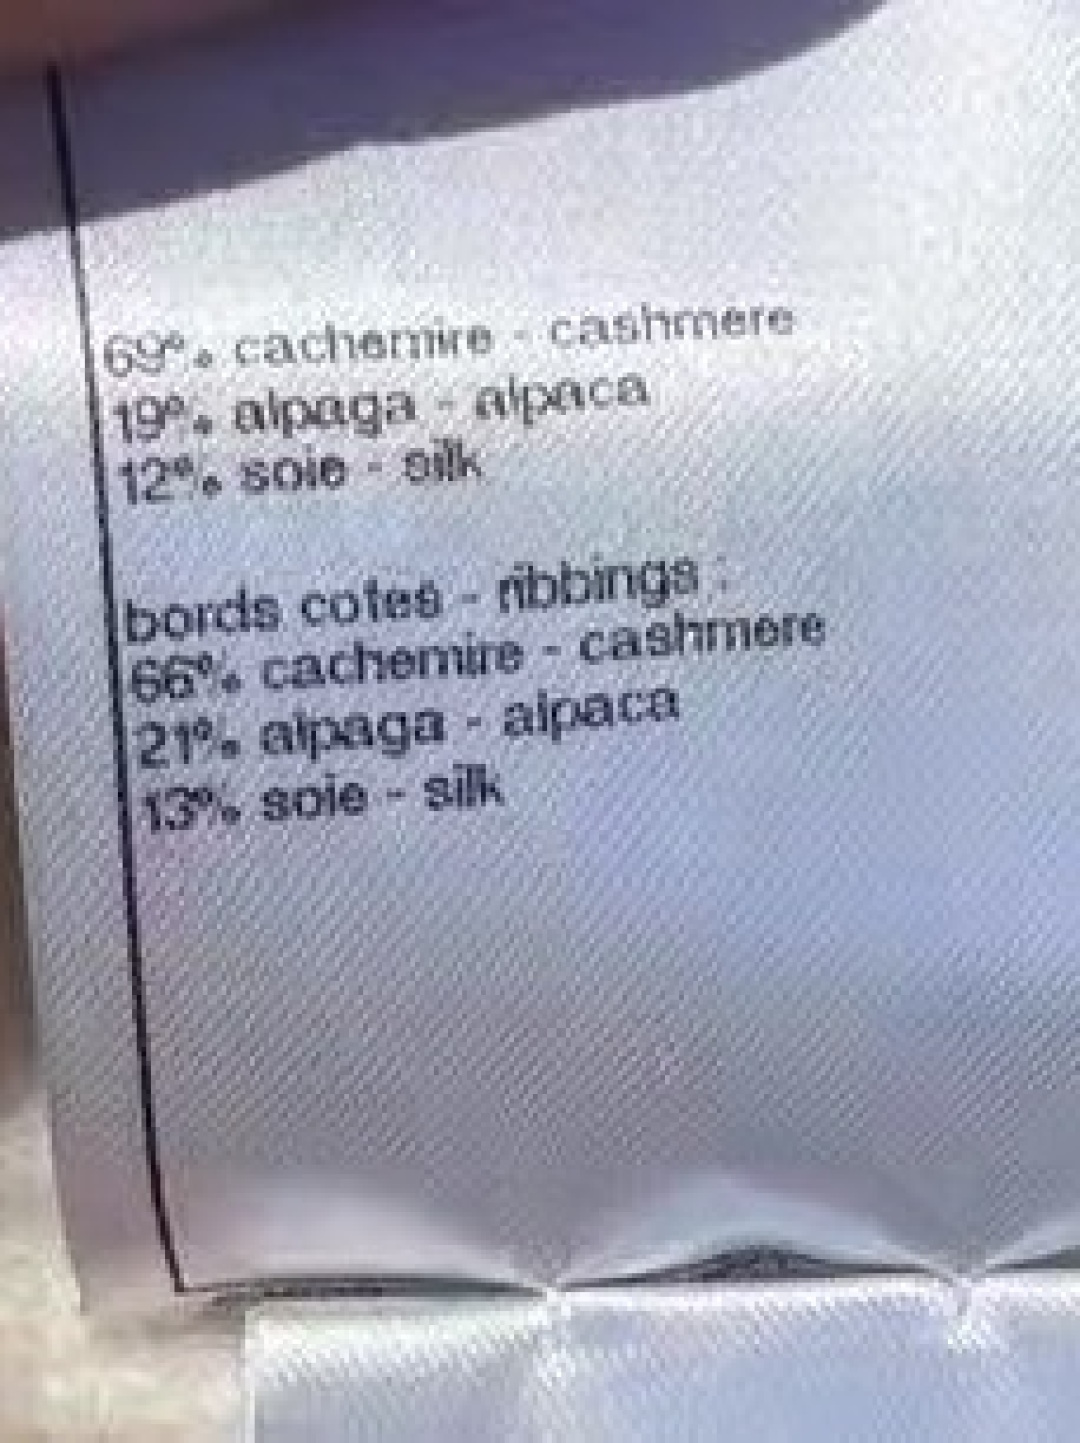 69% cachemire - cashmere
19% alpaga - alpaca
12% soie - silk
bords cotes - ribbings :
66% cachemire - cashmere
21% alpaga - alpaca
13% soie - silk